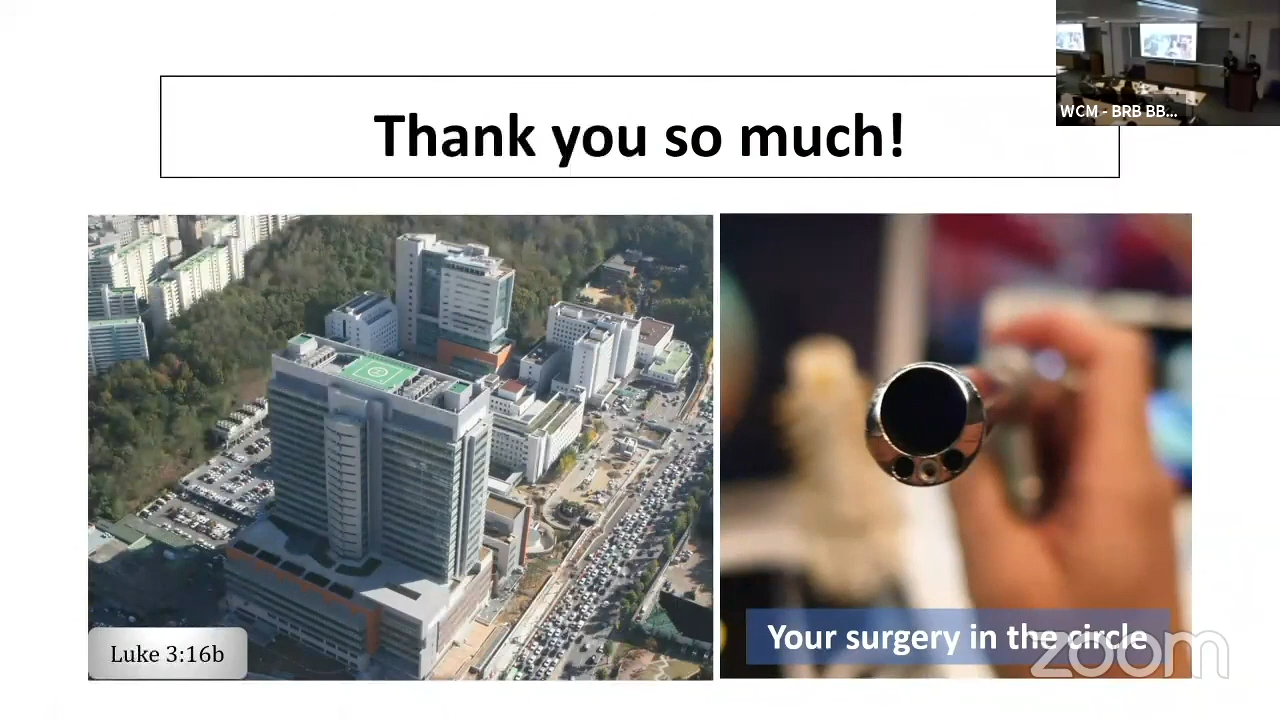 WCM - BRB BB...
Thank you so much!
Luke 3:16b
Your surgery in the circle
zoom